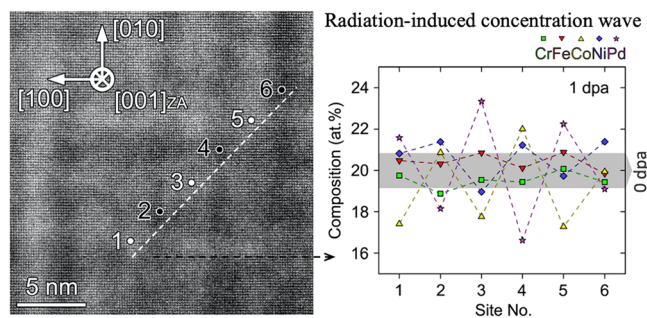 Radiation-induced concentration wave
[010]
[100]
[001]ZA
6
5
4
3
2
1
5 nm
CrFeCoNiPd
1 dpa
24
22
20
18
16
Composition (at.%)
0 dpa
1 2 3 4 5 6
Site No.